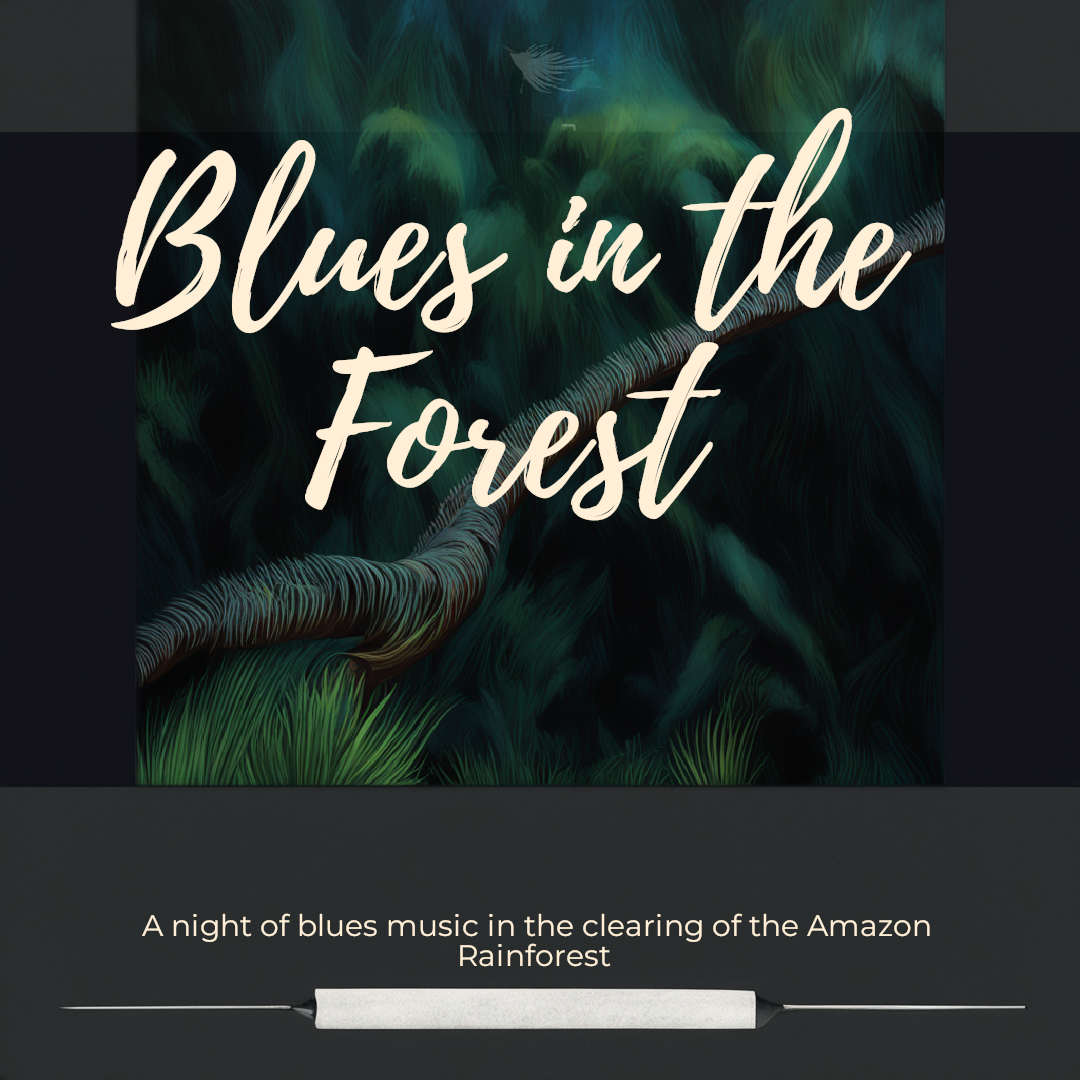 Blues in the
Forest
A night of blues music in the clearing of the Amazon
Rainforest